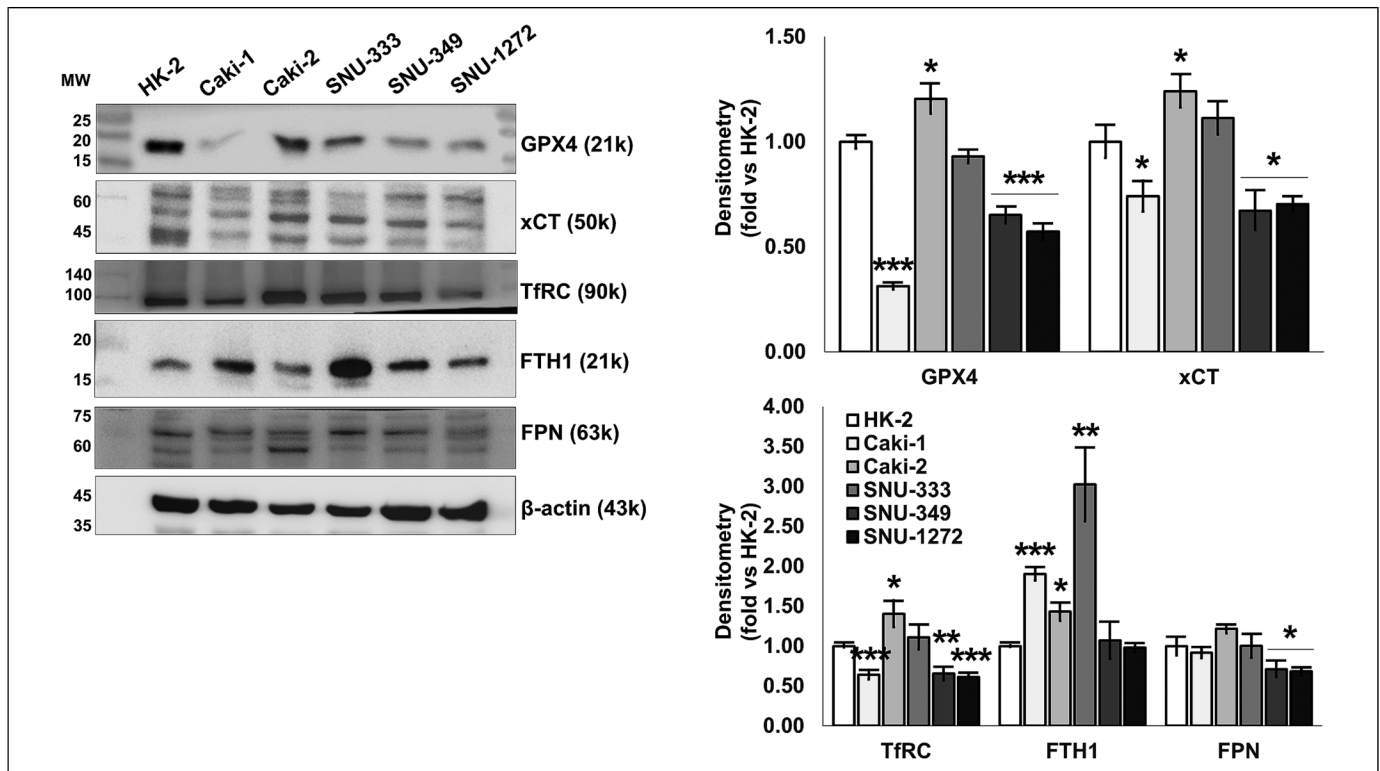 MW
HK-2
Caki-1
Caki-2
SNU-333
SNU-349
SNU-1272
25
20
15
GPX4 (21k)
60
45
xCT (50k)
140
100
TfRC (90k)
20
15
FTH1 (21k)
75
60
FPN (63k)
45
35
β-actin (43k)
Densitometry
(fold vs HK-2)
1.50
1.00
0.50
0.00
***
*
***
*
*
*
GPX4
xCT
Densitometry
(fold vs HK-2)
4.00
3.50
3.00
2.50
2.00
1.50
1.00
0.50
0.00
HK-2
Caki-1
Caki-2
SNU-333
SNU-349
SNU-1272
***
*
**
***
***
*
**
*
TfRC
FTH1
FPN